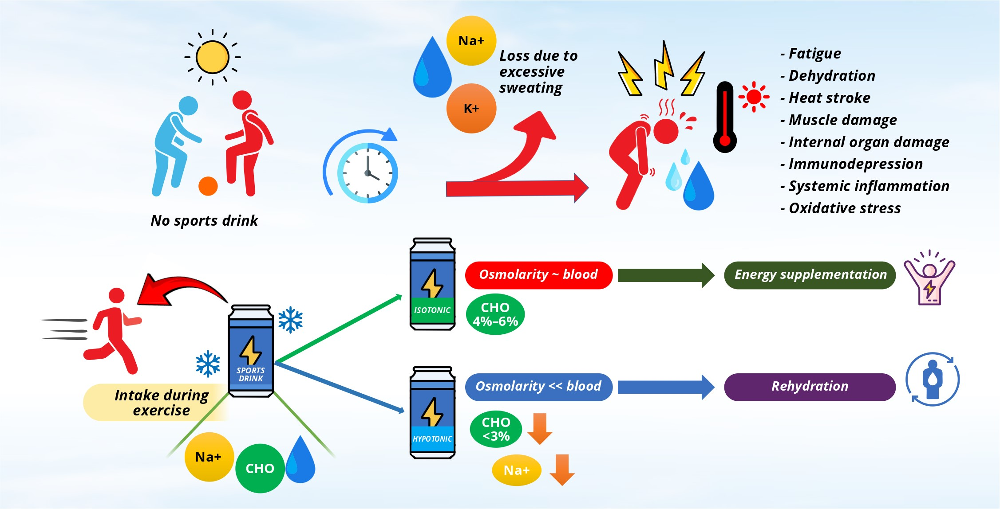 Na+
Loss due to
excessive
sweating
K+
- Fatigue
- Dehydration
- Heat stroke
- Muscle damage
- Internal organ damage
- Immunodepression
- Systemic inflammation
- Oxidative stress
No sports drink
SPORTS
DRINK
Intake during
exercise
Na+
CHO
ISOTONIC
Osmolarity ~ blood
Energy supplementation
CHO
4%–6%
HYPOTONIC
Osmolarity << blood
Rehydration
CHO
<3%
Na+